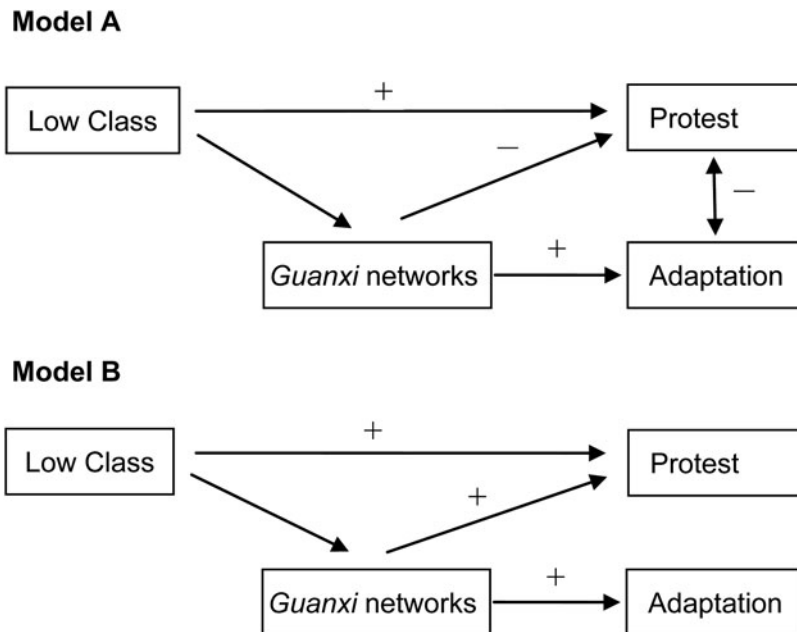 Model A
+
Low Class
Protest
—
—
+
Guanxi networks
Adaptation
Model B
+
Low Class
Protest
+
+
Guanxi networks
Adaptation